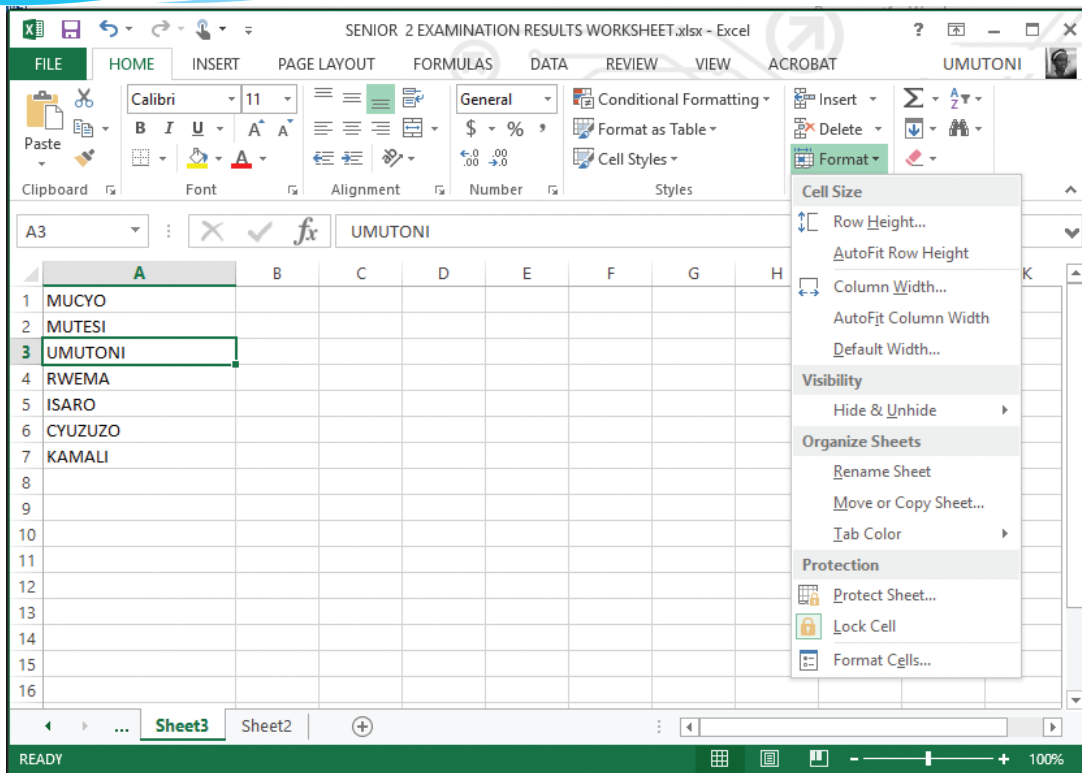 SENIOR 2 EXAMINATION RESULTS WORKSHEET.xlsx - Excel
?
FILE HOME INSERT PAGE LAYOUT FORMULAS DATA REVIEW VIEW ACROBAT UMUTONI
Paste
Calibri 11
General
Conditional Formatting
Insert
B I U A A
$ % ,
Format as Table
Delete
A
.00 .00
Cell Styles
Format
Clipboard Font Alignment Number Styles
A3 fx UMUTONI
A B C D E F G H K
1 MUCYO
2 MUTESI
3 UMUTONI
4 RWEMA
5 ISARO
6 CYUZUZO
7 KAMALI
8
9
10
11
12
13
14
15
16
Cell Size
Row Height...
AutoFit Row Height
Column Width...
AutoFit Column Width
Default Width...
Visibility
Hide & Unhide
Organize Sheets
Rename Sheet
Move or Copy Sheet...
Tab Color
Protection
Protect Sheet...
Lock Cell
Format Cells...
... Sheet3 Sheet2
READY 100%